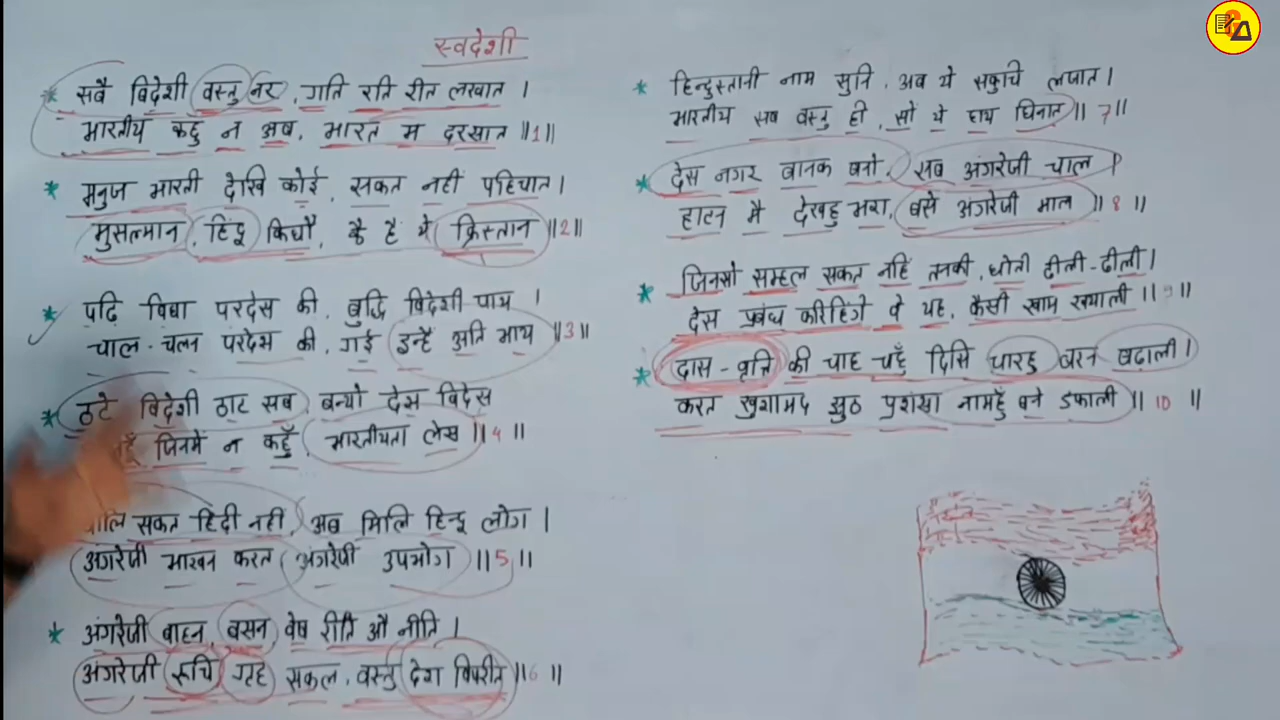 स्वदेशी
सवै विदेशी वस्तु नर, गति रति रीत लखात ।
भारतीय कछु न अब, भारत म दरसात ॥1॥
मनुज भारती देखि कोई, सकत नहीं पहिचान ।
मुसल्मान, हिंदू किधौं, कै हैं ये क्रिस्तान ॥2॥
पढ़ि विद्या परदेस की, बुद्धि विदेशी पाय ।
चाल-चलन परदेस की, गई इन्हें अति भाय ॥3॥
ठटे विदेशी ठाट सब, बन्यो देस विदेस
जिनमें न कहुँ, भारतीयता लेस ॥4॥
सकत हिंदी नहीं, अब मिलि हिन्दू लोग ।
अंगरेजी भाखन करत, अंगरेजी उपभोग ॥5॥
अंगरेजी बाहन, बसन, वेष रीति औ नीति ।
अंगरेजी रूचि गृह सकल, वस्तु देश विपरीत ॥6॥
हिन्दुस्तानी नाम सुनि, अब ये सकुचि लजात ।
भारतीय सब वस्तु ही, सो ये हाय घिनात ॥7॥
देस नगर बानक बनो, सब अंगरेजी चाल ।
हाटन मै देखहु भरा, बसे अंगरेजी माल ॥8॥
जिनसो सम्हल सकत नहिं तनकी, धोती ढीली-ढीली ।
देस प्रबंध करिहिंगे वे यह, कैसी खाम खयाली ॥9॥
दास-वृत्ति की चाह चहूँ दिसि चारहु बरन बढ़ाली ।
करत खुशामद झुठ प्रशंसा मानहुँ बने डफाली ॥10॥